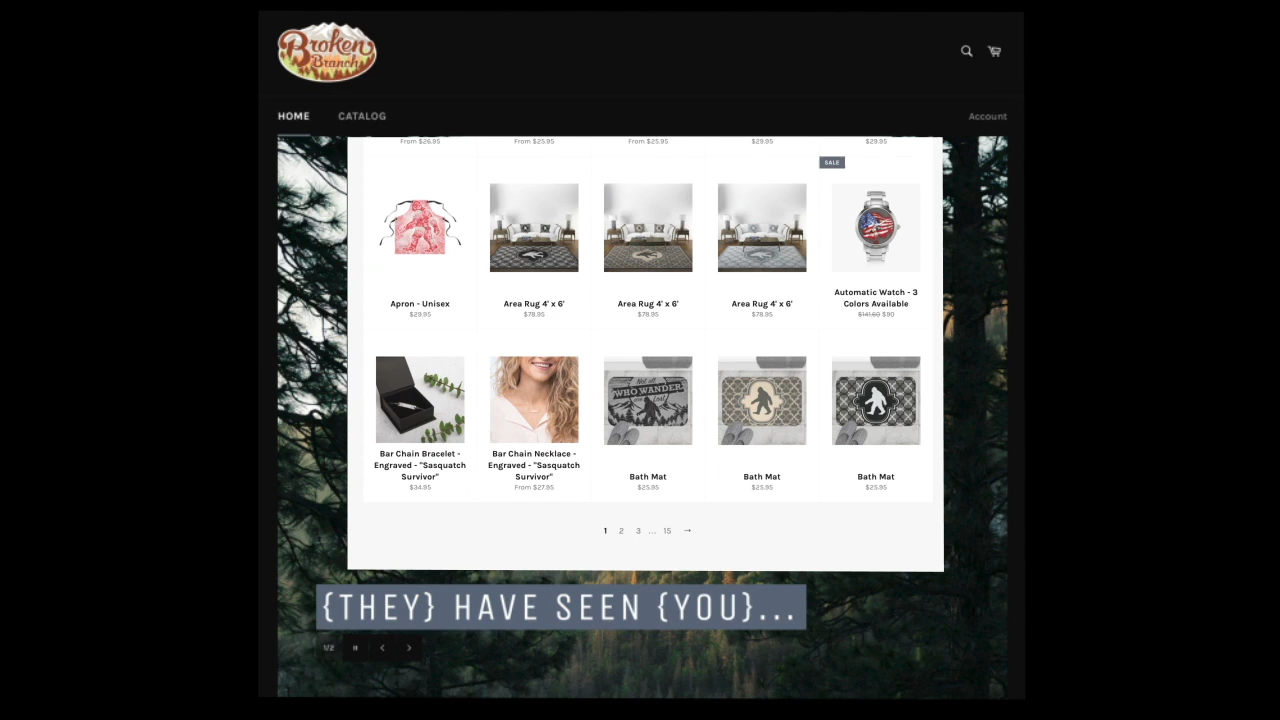 Broken
Branch
HOME CATALOG Account
From $26.95 From $25.95 From $25.95 $29.95 $29.95
SALE
Apron - Unisex
$29.95
Area Rug 4' x 6'
$78.95
Area Rug 4' x 6'
$78.95
Area Rug 4' x 6'
$78.95
Automatic Watch - 3
Colors Available
$141.60 $90
Not all
WHO WANDER
are Lost
Bar Chain Bracelet -
Engraved - "Sasquatch
Survivor"
$34.95
Bar Chain Necklace -
Engraved - "Sasquatch
Survivor"
From $27.95
Bath Mat
$25.95
Bath Mat
$25.95
Bath Mat
$25.95
1 2 3 ... 15 →
{THEY} HAVE SEEN {YOU}...
1/2